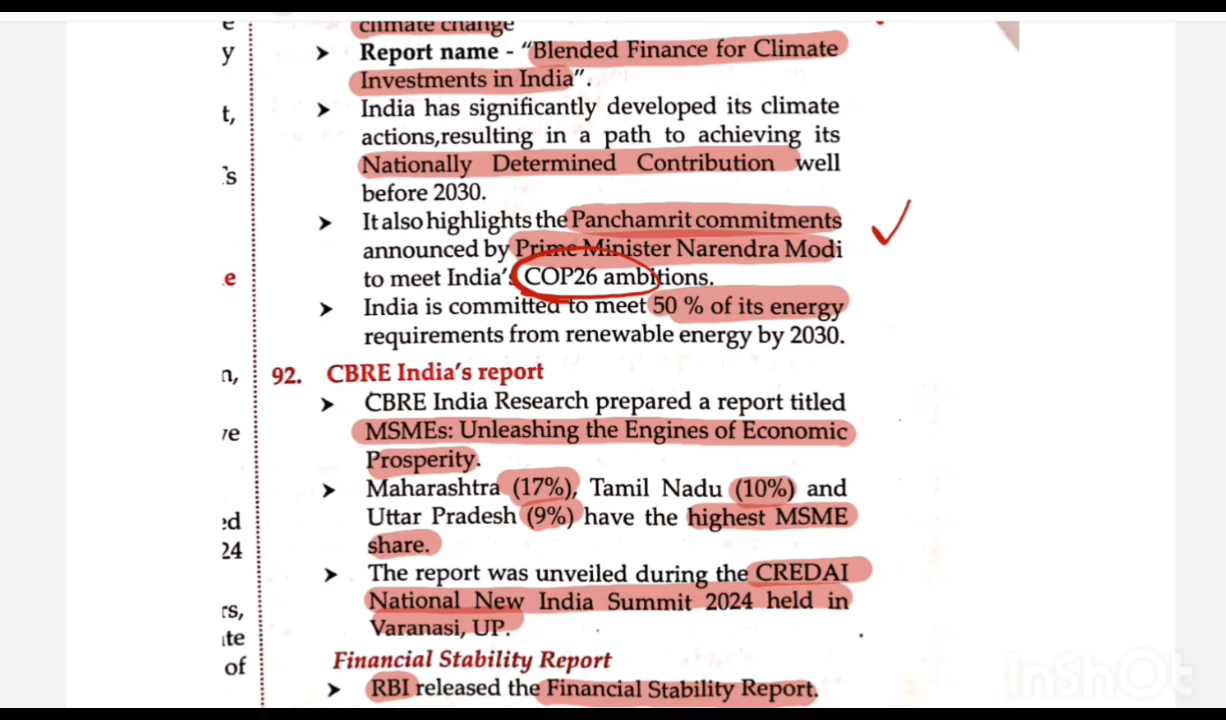 climate change
➤ Report name - “Blended Finance for Climate
Investments in India”.
➤ India has significantly developed its climate
actions,resulting in a path to achieving its
Nationally Determined Contribution well
before 2030.
➤ It also highlights the Panchamrit commitments
announced by Prime Minister Narendra Modi
to meet India's COP26 ambitions.
➤ India is committed to meet 50 % of its energy
requirements from renewable energy by 2030.
92. CBRE India's report
➤ CBRE India Research prepared a report titled
MSMEs: Unleashing the Engines of Economic
Prosperity.
➤ Maharashtra (17%), Tamil Nadu (10%) and
Uttar Pradesh (9%) have the highest MSME
share.
➤ The report was unveiled during the CREDAI
National New India Summit 2024 held in
Varanasi, UP.
Financial Stability Report
➤ RBI released the Financial Stability Report.
y
t,
e
n,
24
of
InShOt